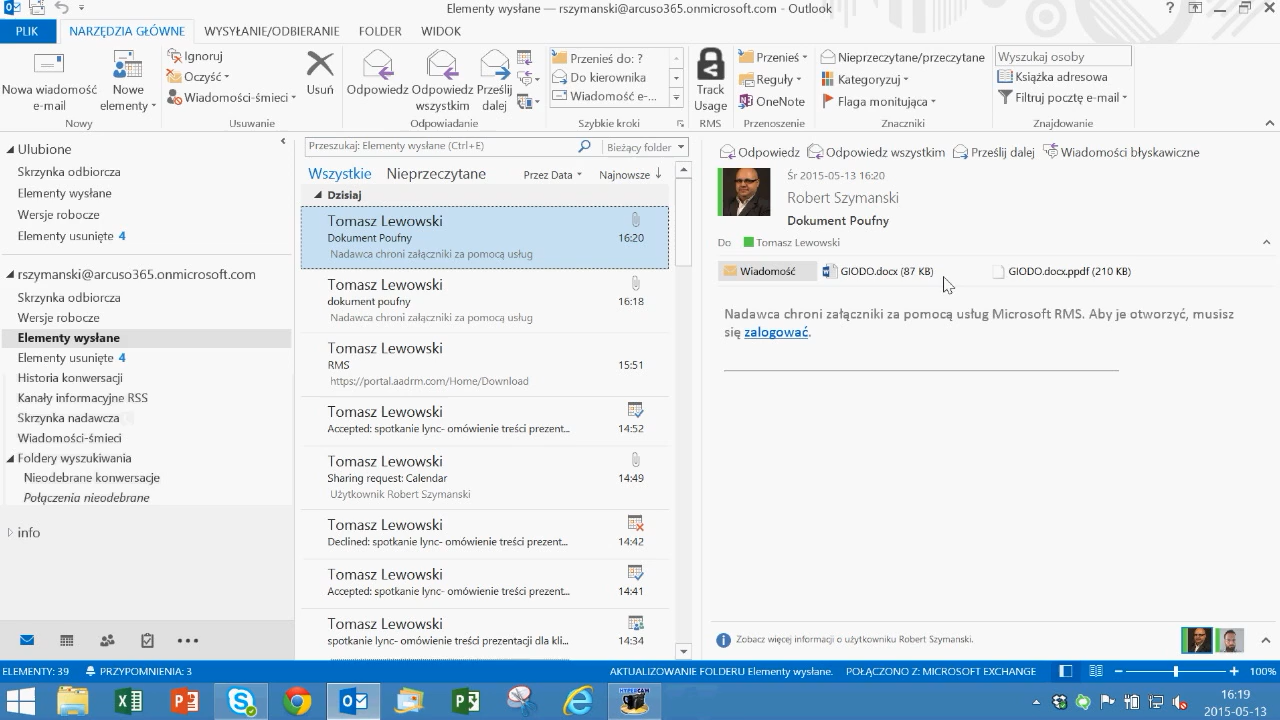 Elementy wysłane — rszymanski@arcuso365.onmicrosoft.com - Outlook
PLIK
NARZĘDZIA GŁÓWNE
WYSYŁANIE/ODBIERANIE
FOLDER
WIDOK
Nowa wiadomość e-mail
Nowe elementy
Nowy
Ignoruj
Oczyść
Wiadomości-śmieci
Usuń
Usuwanie
Odpowiedz
Odpowiedz wszystkim
Prześlij dalej
Odpowiadanie
Przenieś do: ?
Do kierownika
Wiadomość e-...
Szybkie kroki
Track Usage
RMS
Przenieś
Reguły
OneNote
Przenoszenie
Nieprzeczytane/przeczytane
Kategoryzuj
Flaga monitująca
Znaczniki
Wyszukaj osoby
Książka adresowa
Filtruj pocztę e-mail
Znajdowanie
Ulubione
Skrzynka odbiorcza
Elementy wysłane
Wersje robocze
Elementy usunięte 4
rszymanski@arcuso365.onmicrosoft.com
Skrzynka odbiorcza
Wersje robocze
Elementy wysłane
Elementy usunięte 4
Historia konwersacji
Kanały informacyjne RSS
Skrzynka nadawcza
Wiadomości-śmieci
Foldery wyszukiwania
Nieodebrane konwersacje
Połączenia nieodebrane
info
Przeszukaj: Elementy wysłane (Ctrl+E)
Bieżący folder
Wszystkie
Nieprzeczytane
Przez Data
Najnowsze ↓
Dzisiaj
Tomasz Lewowski
Dokument Poufny 16:20
Nadawca chroni załączniki za pomocą usług
Tomasz Lewowski
dokument poufny 16:18
Nadawca chroni załączniki za pomocą usług
Tomasz Lewowski
RMS 15:51
https://portal.aadrm.com/Home/Download
Tomasz Lewowski
Accepted: spotkanie lync- omówienie treści prezent... 14:52
Tomasz Lewowski
Sharing request: Calendar 14:49
Użytkownik Robert Szymanski
Tomasz Lewowski
Declined: spotkanie lync- omówienie treści prezent... 14:42
Tomasz Lewowski
Accepted: spotkanie lync- omówienie treści prezent... 14:41
Tomasz Lewowski
spotkanie lync- omówienie treści prezentacji dla kli... 14:34
Odpowiedz
Odpowiedz wszystkim
Prześlij dalej
Wiadomości błyskawiczne
Śr 2015-05-13 16:20
Robert Szymanski
Dokument Poufny
Do Tomasz Lewowski
Wiadomość
GIODO.docx (87 KB)
GIODO.docx.ppdf (210 KB)
Nadawca chroni załączniki za pomocą usług Microsoft RMS. Aby je otworzyć, musisz
się zalogować.
Zobacz więcej informacji o użytkowniku Robert Szymanski.
ELEMENTY: 39
PRZYPOMNIENIA: 3
AKTUALIZOWANIE FOLDERU Elementy wysłane.
POŁĄCZONO Z: MICROSOFT EXCHANGE
100%
HYPERCAM
16:19
2015-05-13